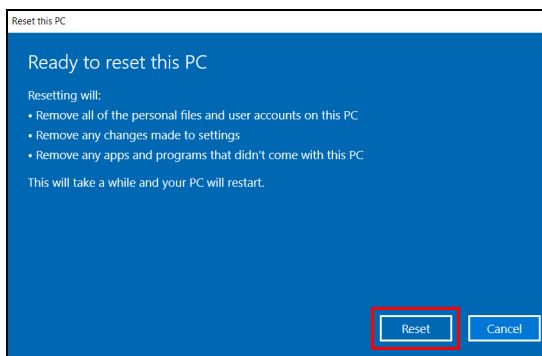 Reset this PC
Ready to reset this PC
Resetting will:
• Remove all of the personal files and user accounts on this PC
• Remove any changes made to settings
• Remove any apps and programs that didn't come with this PC
This will take a while and your PC will restart.
Reset Cancel